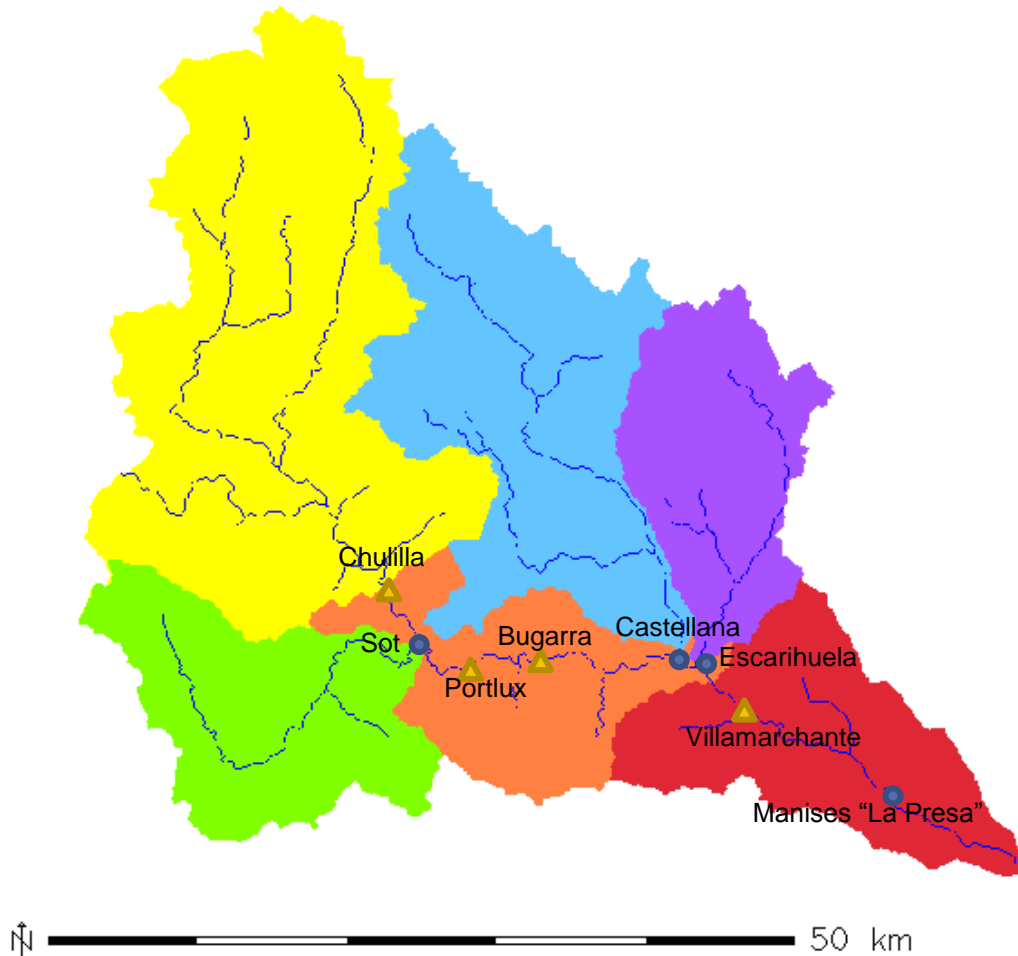 Chulilla
Sot
Bugarra
Castellana
Escarihuela
Portlux
Villamarchante
Manises “La Presa”
N
50 km